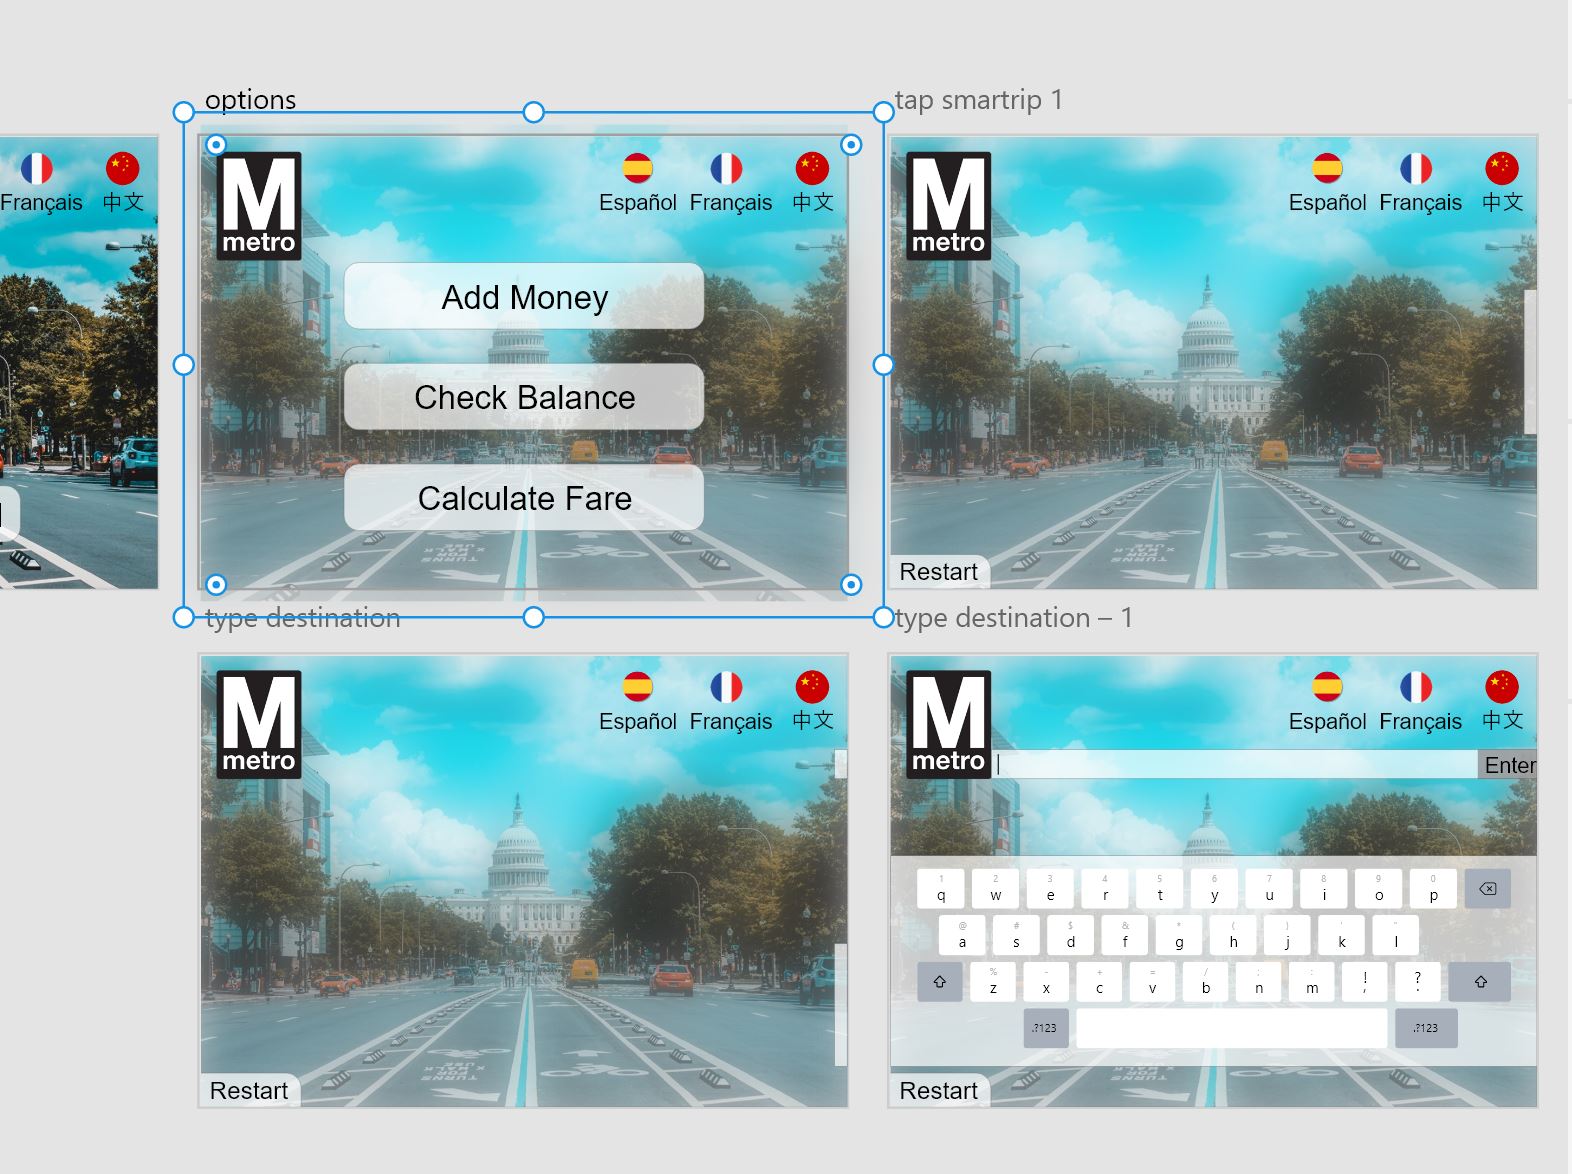 options
tap smartrip 1
Français 中文
M
metro
Español Français 中文
Add Money
Check Balance
Calculate Fare
M
metro
Español Français 中文
Restart
type destination
type destination – 1
M
metro
Español Français 中文
Restart
M
metro
Español Français 中文
Enter
1 2 3 4 5 6 7 8 9 0
q w e r t y u i o p
@ # $ & * ( ) ' "
a s d f g h j k l
% - + = / ; :
z x c v b n m ! , ? .
.?123 .?123
Restart